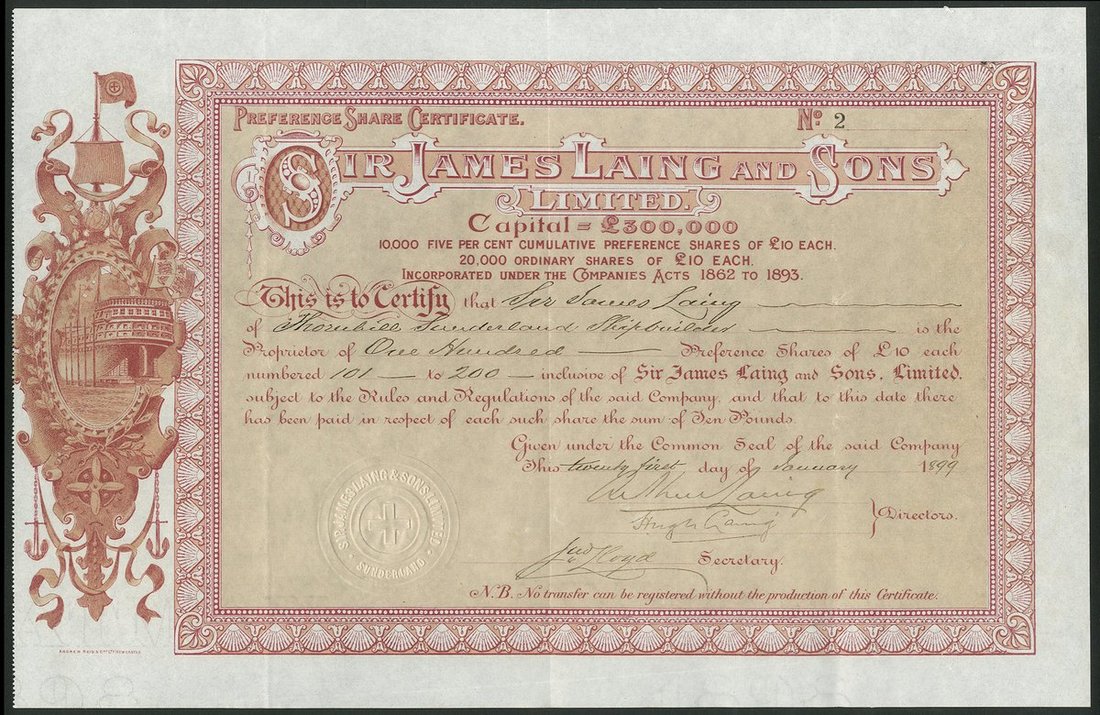 PREFERENCE SHARE CERTIFICATE.
No 2
SIR JAMES LAING AND SONS
LIMITED.
Capital = £300,000
10.000 FIVE PER CENT CUMULATIVE PREFERENCE SHARES OF £10 EACH.
20,000 ORDINARY SHARES OF £10 EACH.
INCORPORATED UNDER THE COMPANIES ACTS 1862 TO 1893.
This is to Certify that Sir James Laing
of Thornhill Sunderland Shipbuilder is the
Proprietor of One Hundred Preference Shares of £10 each
numbered 101 to 200 inclusive of Sir James Laing and Sons, Limited.
subject to the Rules and Regulations of the said Company, and that to this date there
has been paid in respect of each such share the sum of Ten Pounds.
Given under the Common Seal of the said Company
This twenty first day of January 1899
Arthur Laing
Hugh Laing
Directors.
Lloyd Secretary.
SIR JAMES LAING & SONS LIMITED
SUNDERLAND
N.B. No transfer can be registered without the production of this Certificate.